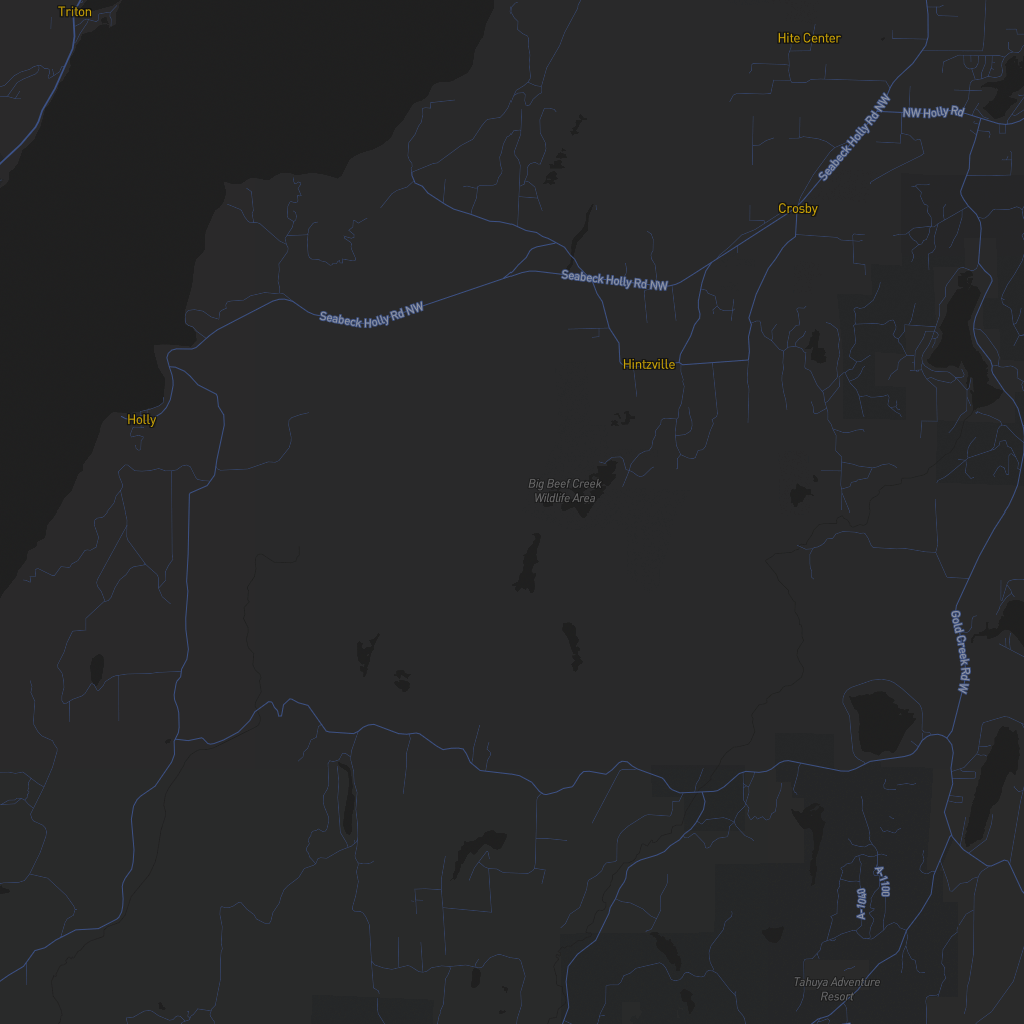 Triton
Hite Center
NW Holly Rd
Seabeck Holly Rd NW
Crosby
Seabeck Holly Rd NW
Seabeck Holly Rd NW
Hintzville
Holly
Big Beef Creek
Wildlife Area
Gold Creek Rd W
A-1100
A-1040
Tahuya Adventure
Resort